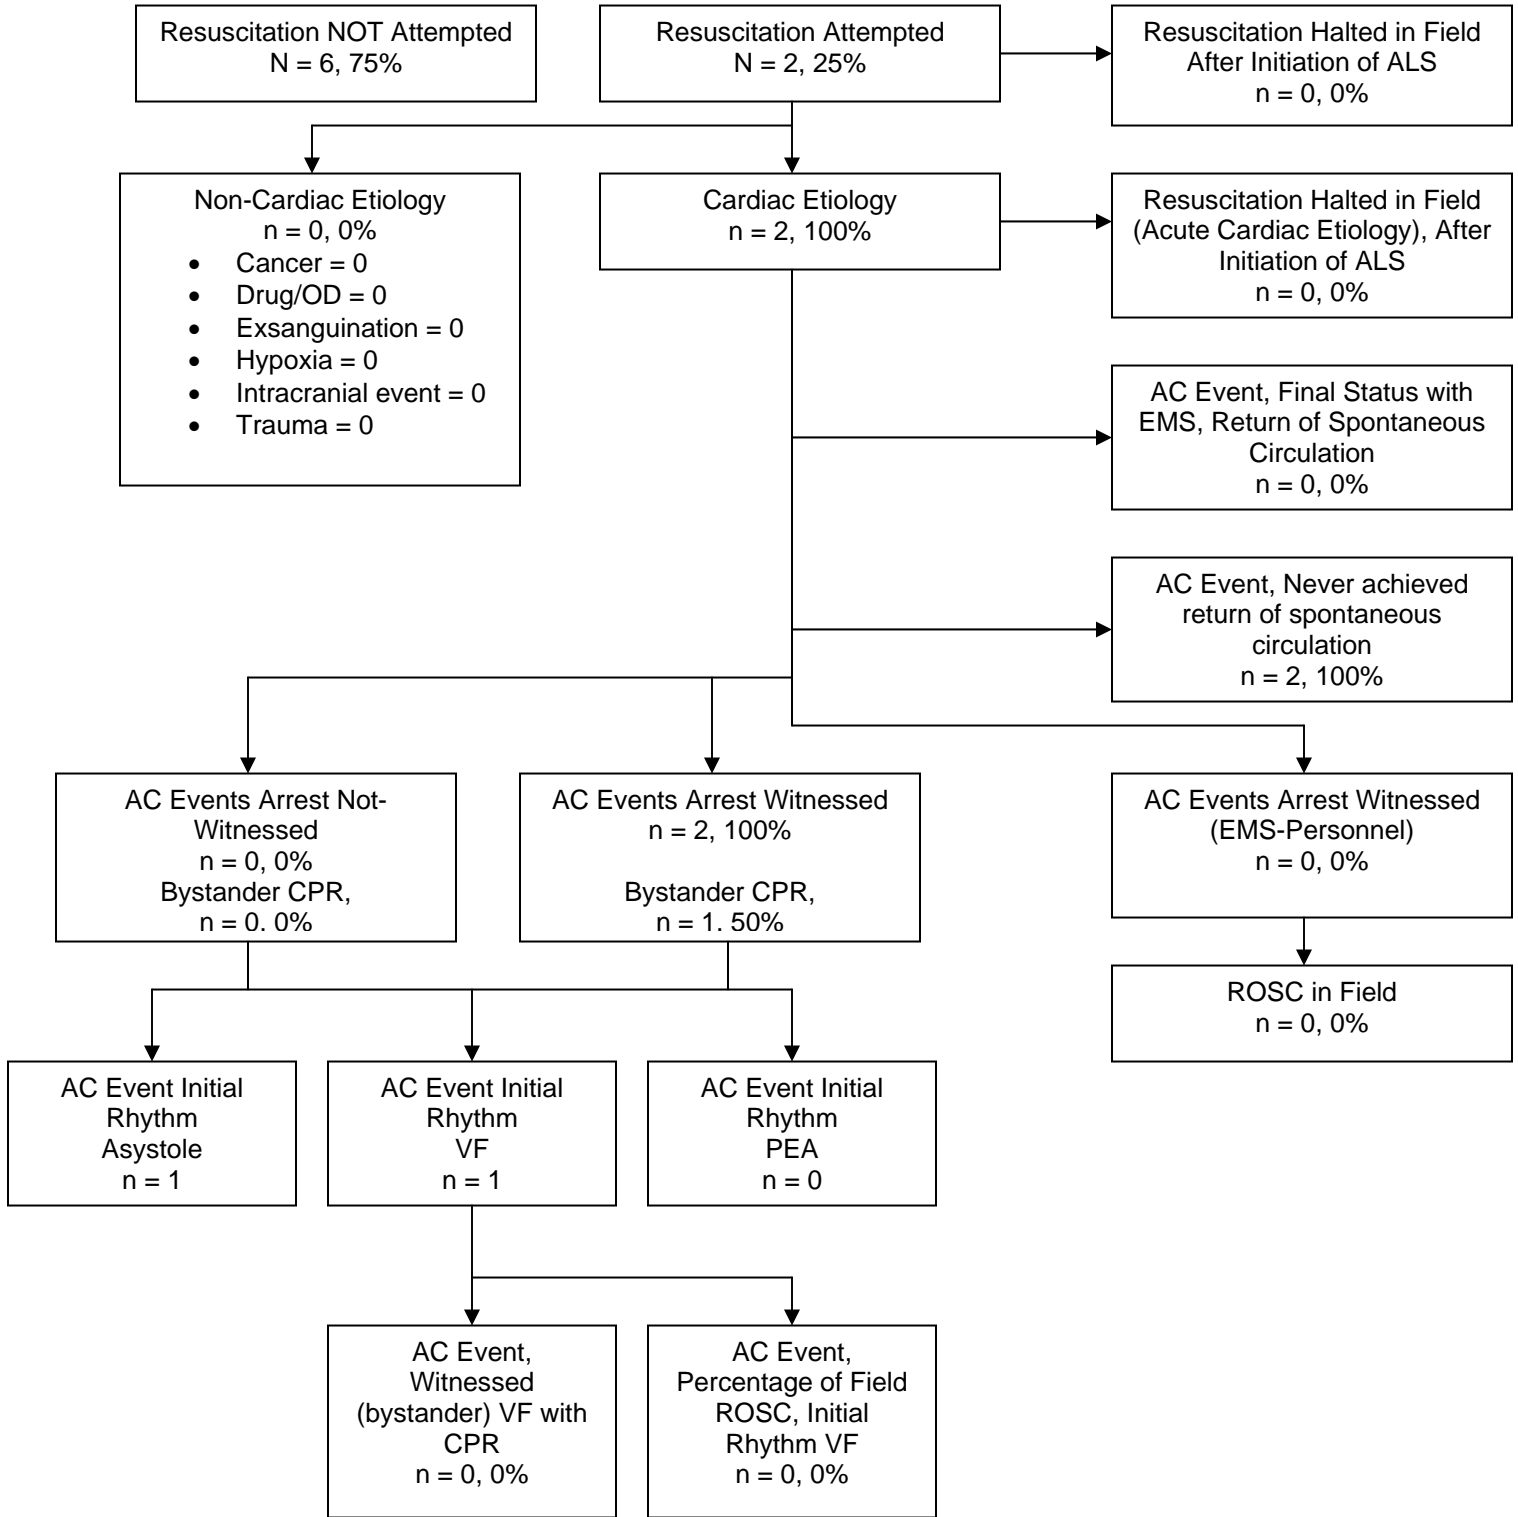 Resuscitation NOT Attempted
N = 6, 75%
Resuscitation Attempted
N = 2, 25%
Resuscitation Halted in Field
After Initiation of ALS
n = 0, 0%
Non-Cardiac Etiology
n = 0, 0%
• Cancer = 0
• Drug/OD = 0
• Exsanguination = 0
• Hypoxia = 0
• Intracranial event = 0
• Trauma = 0
Cardiac Etiology
n = 2, 100%
Resuscitation Halted in Field
(Acute Cardiac Etiology), After
Initiation of ALS
n = 0, 0%
AC Event, Final Status with
EMS, Return of Spontaneous
Circulation
n = 0, 0%
AC Event, Never achieved
return of spontaneous
circulation
n = 2, 100%
AC Events Arrest Not-
Witnessed
n = 0, 0%
Bystander CPR,
n = 0. 0%
AC Events Arrest Witnessed
n = 2, 100%
Bystander CPR,
n = 1. 50%
AC Events Arrest Witnessed
(EMS-Personnel)
n = 0, 0%
ROSC in Field
n = 0, 0%
AC Event Initial
Rhythm
Asystole
n = 1
AC Event Initial
Rhythm
VF
n = 1
AC Event Initial
Rhythm
PEA
n = 0
AC Event,
Witnessed
(bystander) VF with
CPR
n = 0, 0%
AC Event,
Percentage of Field
ROSC, Initial
Rhythm VF
n = 0, 0%